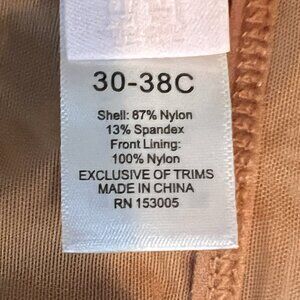 30-38C
Shell: 87% Nylon
13% Spandex
Front Lining:
100% Nylon
EXCLUSIVE OF TRIMS
MADE IN CHINA
RN 153005